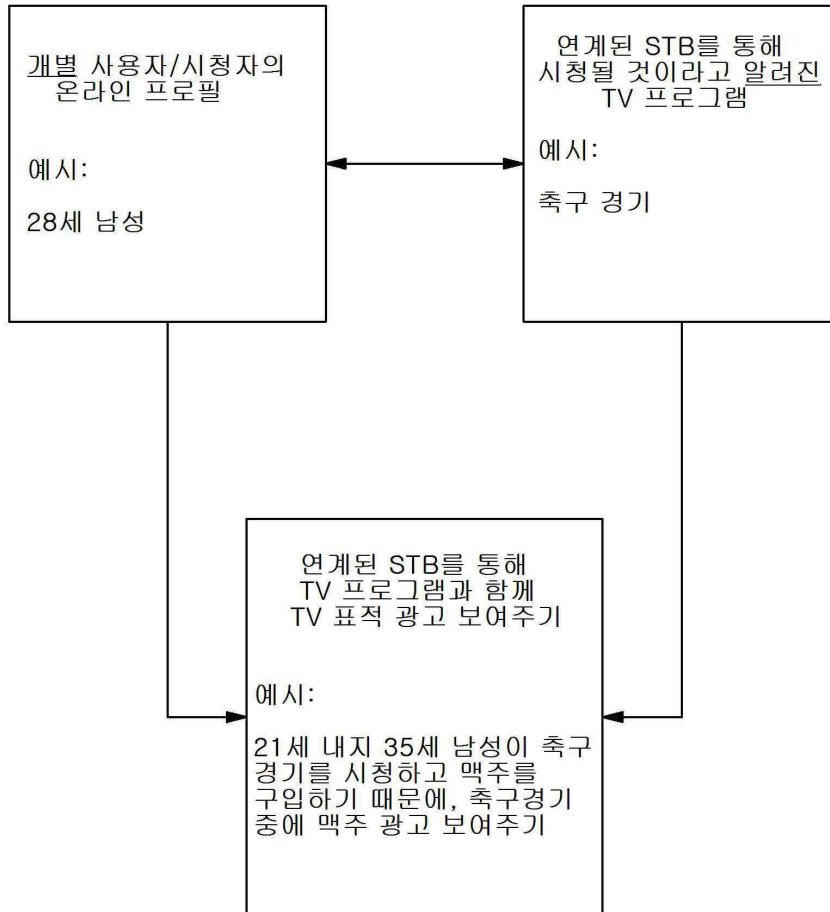 개별 사용자/시청자의
온라인 프로필
예시:
28세 남성
연계된 STB를 통해
시청될 것이라고 알려진
TV 프로그램
예시:
축구 경기
연계된 STB를 통해
TV 프로그램과 함께
TV 표적 광고 보여주기
예시:
21세 내지 35세 남성이 축구
경기를 시청하고 맥주를
구입하기 때문에, 축구경기
중에 맥주 광고 보여주기